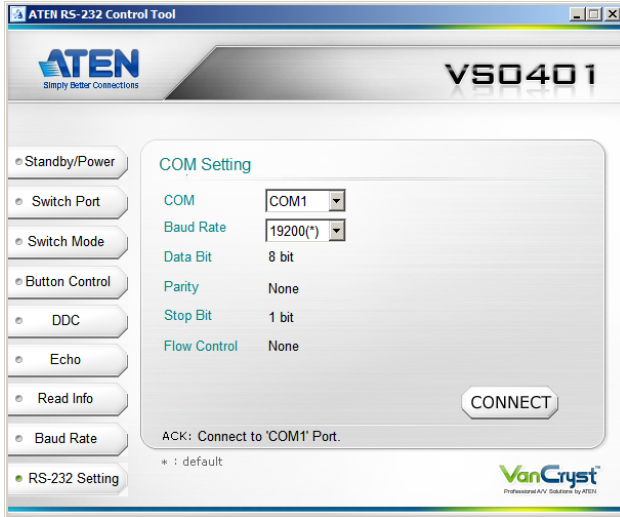 ATEN RS-232 Control Tool
ATEN
Simply Better Connections
VS0401
Standby/Power
Switch Port
Switch Mode
Button Control
DDC
Echo
Read Info
Baud Rate
RS-232 Setting
COM Setting
COM COM1
Baud Rate 19200(*)
Data Bit 8 bit
Parity None
Stop Bit 1 bit
Flow Control None
CONNECT
ACK: Connect to 'COM1' Port.
* : default
VanCryst™
Professional A/V Solutions by ATEN